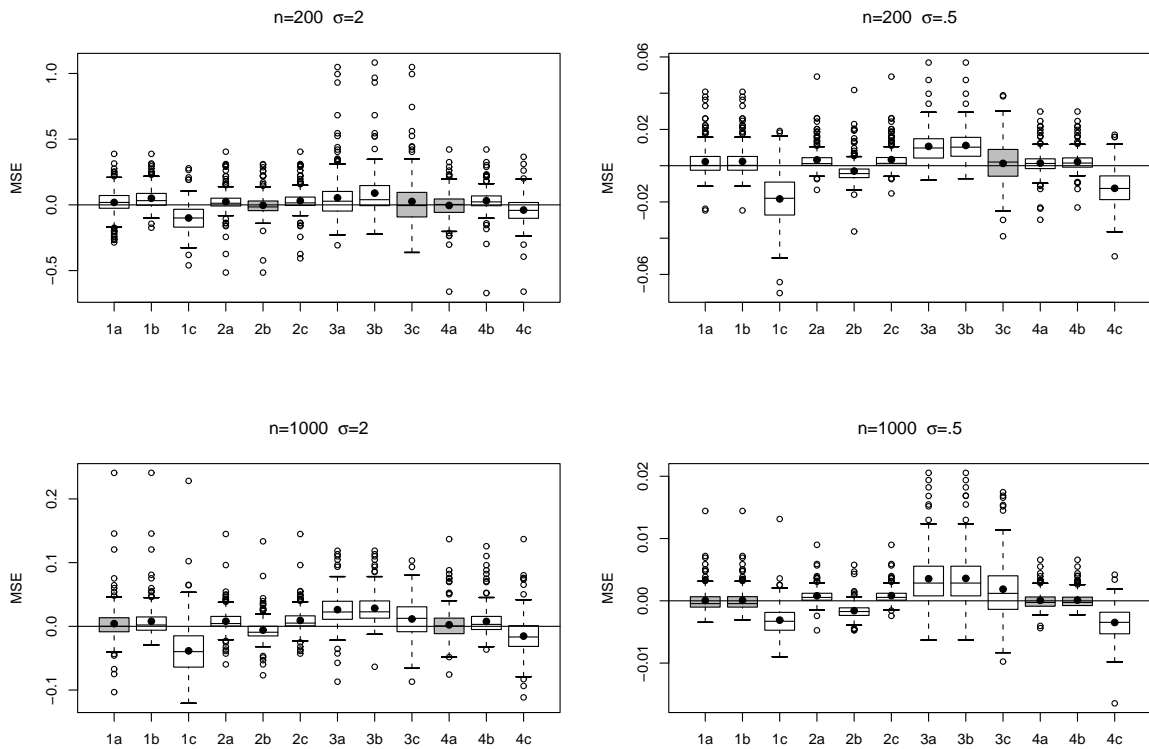 n=200 σ=2
MSE
1.0
0.5
0.0
−0.5
1a 1b 1c 2a 2b 2c 3a 3b 3c 4a 4b 4c
n=200 σ=.5
MSE
0.06
0.02
−0.02
−0.06
1a 1b 1c 2a 2b 2c 3a 3b 3c 4a 4b 4c
n=1000 σ=2
MSE
0.2
0.1
0.0
−0.1
1a 1b 1c 2a 2b 2c 3a 3b 3c 4a 4b 4c
n=1000 σ=.5
MSE
0.02
0.01
0.00
−0.01
1a 1b 1c 2a 2b 2c 3a 3b 3c 4a 4b 4c